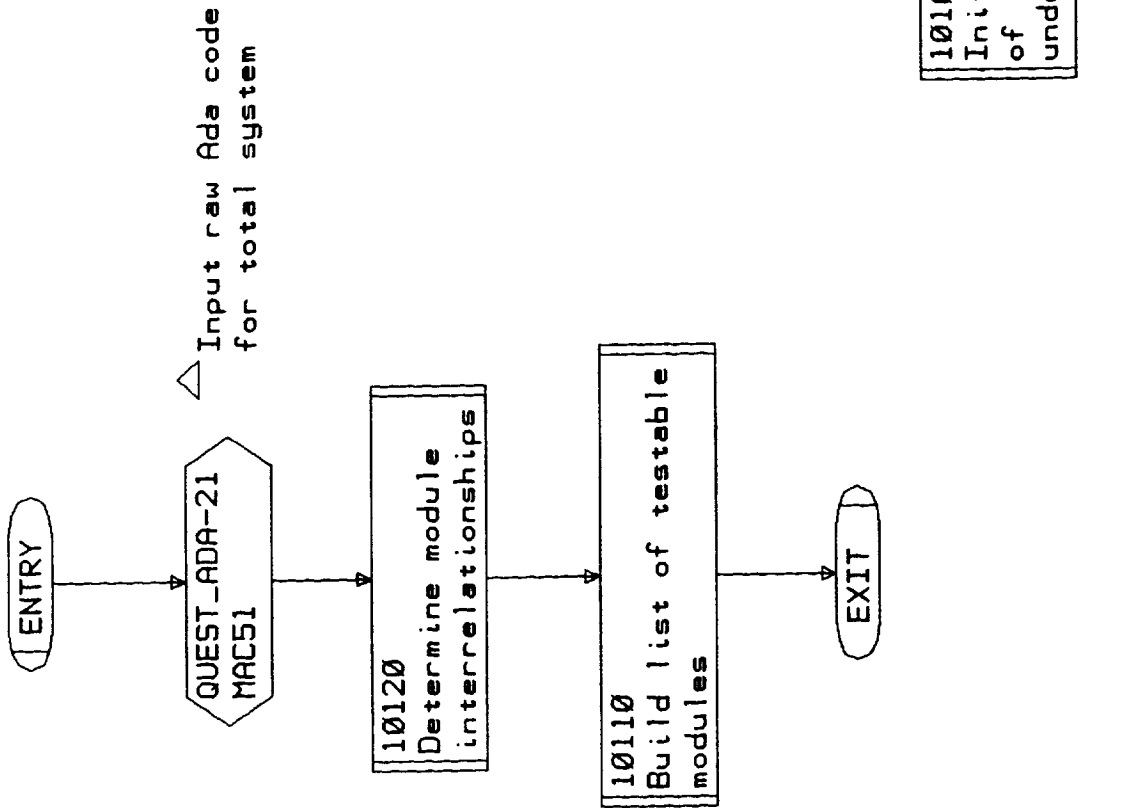 ENTRY
QUEST_ADA-21
MAC51
Input raw Ada code
for total system
10120
Determine module
interrelationships
10110
Build list of testable
modules
EXIT
of